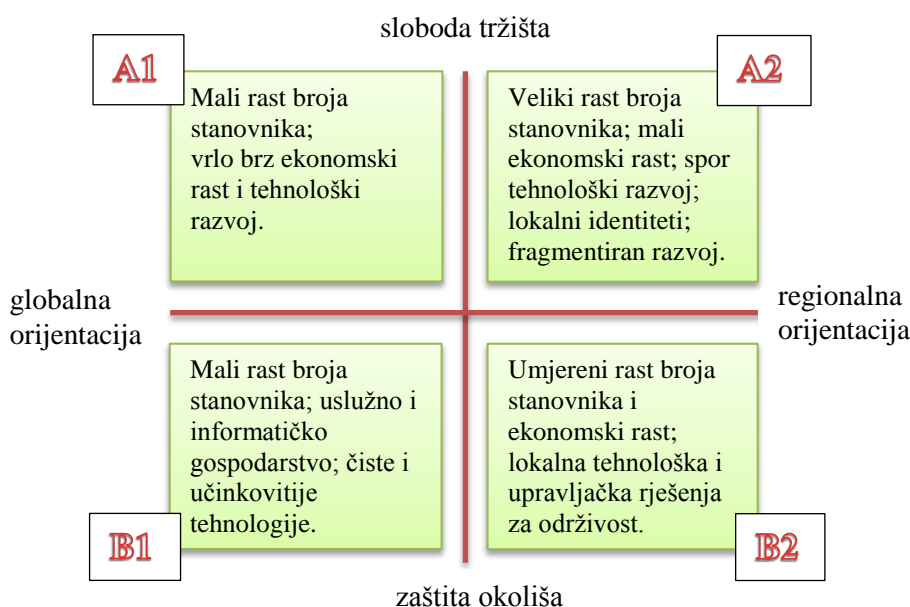 sloboda tržišta
A1
Mali rast broja
stanovnika;
vrlo brz ekonomski
rast i tehnološki
razvoj.
A2
Veliki rast broja
stanovnika; mali
ekonomski rast; spor
tehnološki razvoj;
lokalni identiteti;
fragmentiran razvoj.
globalna
orijentacija
regionalna
orijentacija
Mali rast broja
stanovnika; uslužno i
informatičko
gospodarstvo; čiste i
učinkovitije
tehnologije.
B1
Umjereni rast broja
stanovnika i
ekonomski rast;
lokalna tehnološka i
upravljačka rješenja
za održivost.
B2
zaštita okoliša